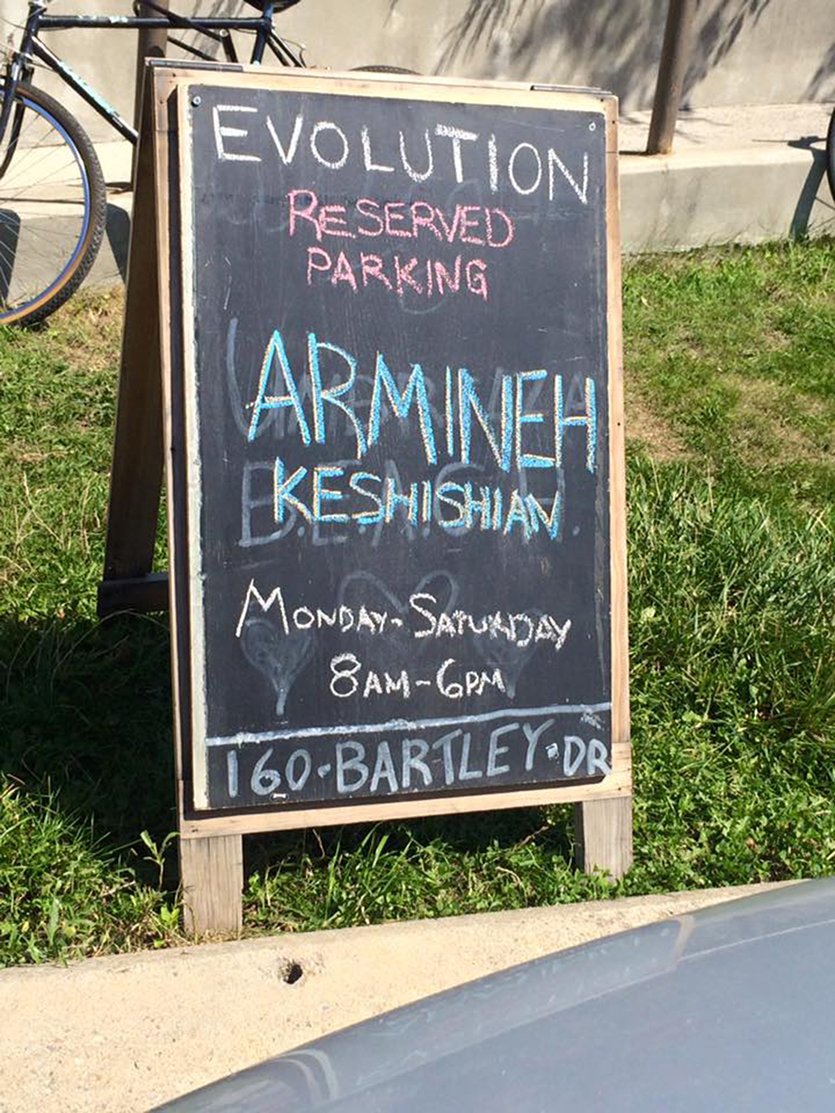 EVOLUTION
RESERVED
PARKING
ARMINEH
KESHISHIAN
MONDAY-SATURDAY
8AM-6PM
160·BARTLEY·DR